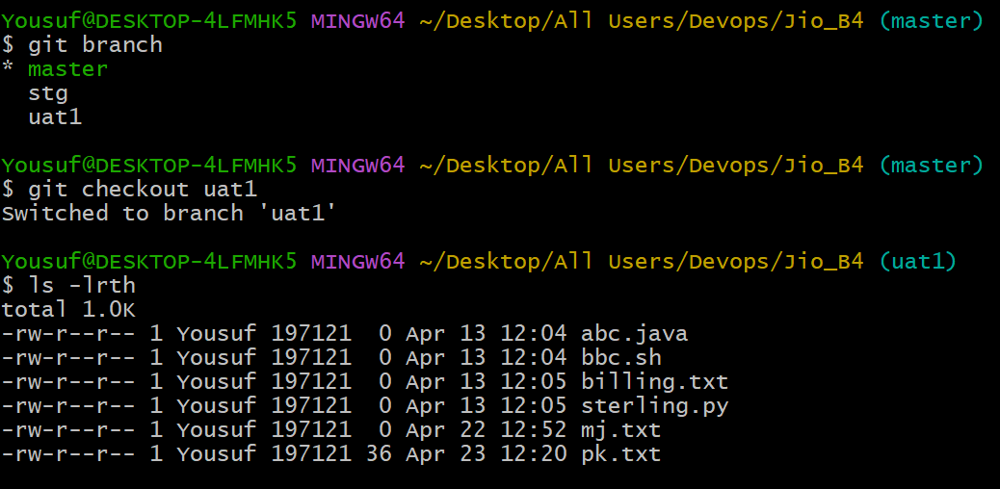 Yousuf@DESKTOP-4LFMHK5 MINGW64 ~/Desktop/All Users/Devops/Jio_B4 (master)
$ git branch
* master
  stg
  uat1

Yousuf@DESKTOP-4LFMHK5 MINGW64 ~/Desktop/All Users/Devops/Jio_B4 (master)
$ git checkout uat1
Switched to branch 'uat1'

Yousuf@DESKTOP-4LFMHK5 MINGW64 ~/Desktop/All Users/Devops/Jio_B4 (uat1)
$ ls -lrth
total 1.0K
-rw-r--r-- 1 Yousuf 197121  0 Apr 13 12:04 abc.java
-rw-r--r-- 1 Yousuf 197121  0 Apr 13 12:04 bbc.sh
-rw-r--r-- 1 Yousuf 197121  0 Apr 13 12:05 billing.txt
-rw-r--r-- 1 Yousuf 197121  0 Apr 13 12:05 sterling.py
-rw-r--r-- 1 Yousuf 197121  0 Apr 22 12:52 mj.txt
-rw-r--r-- 1 Yousuf 197121 36 Apr 23 12:20 pk.txt